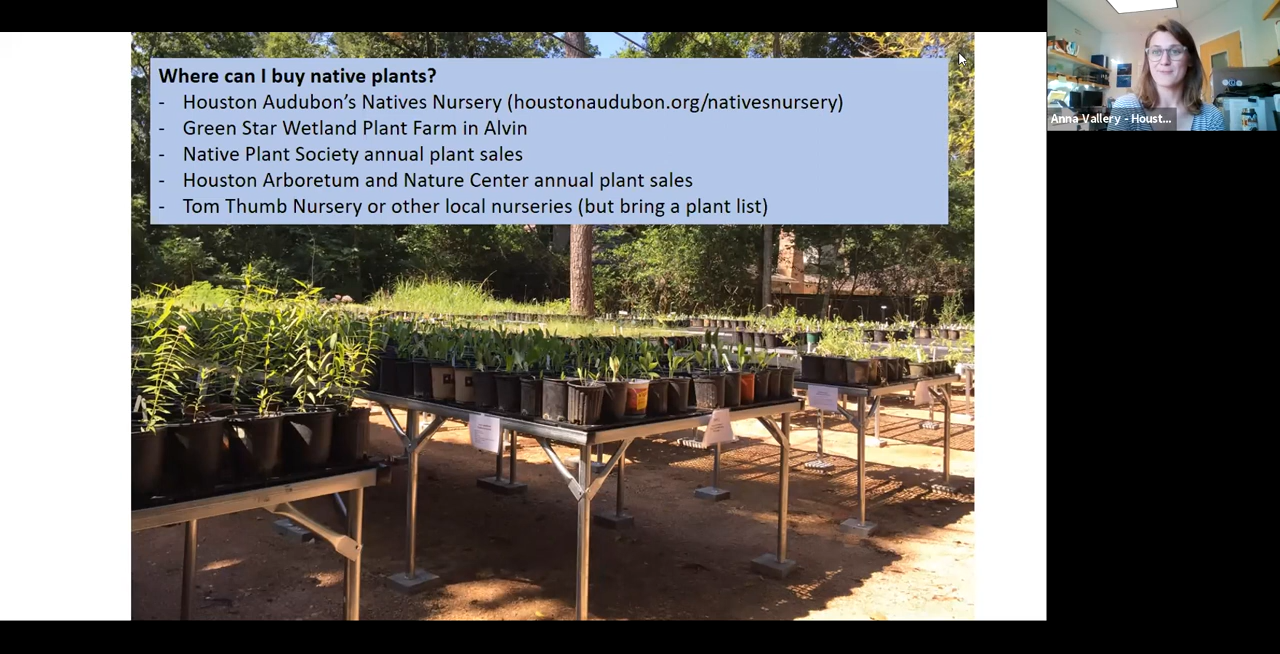 Where can I buy native plants?
- Houston Audubon's Natives Nursery (houstonaudubon.org/nativesnursery)
- Green Star Wetland Plant Farm in Alvin
- Native Plant Society annual plant sales
- Houston Arboretum and Nature Center annual plant sales
- Tom Thumb Nursery or other local nurseries (but bring a plant list)
Anna Vallery - Houst...